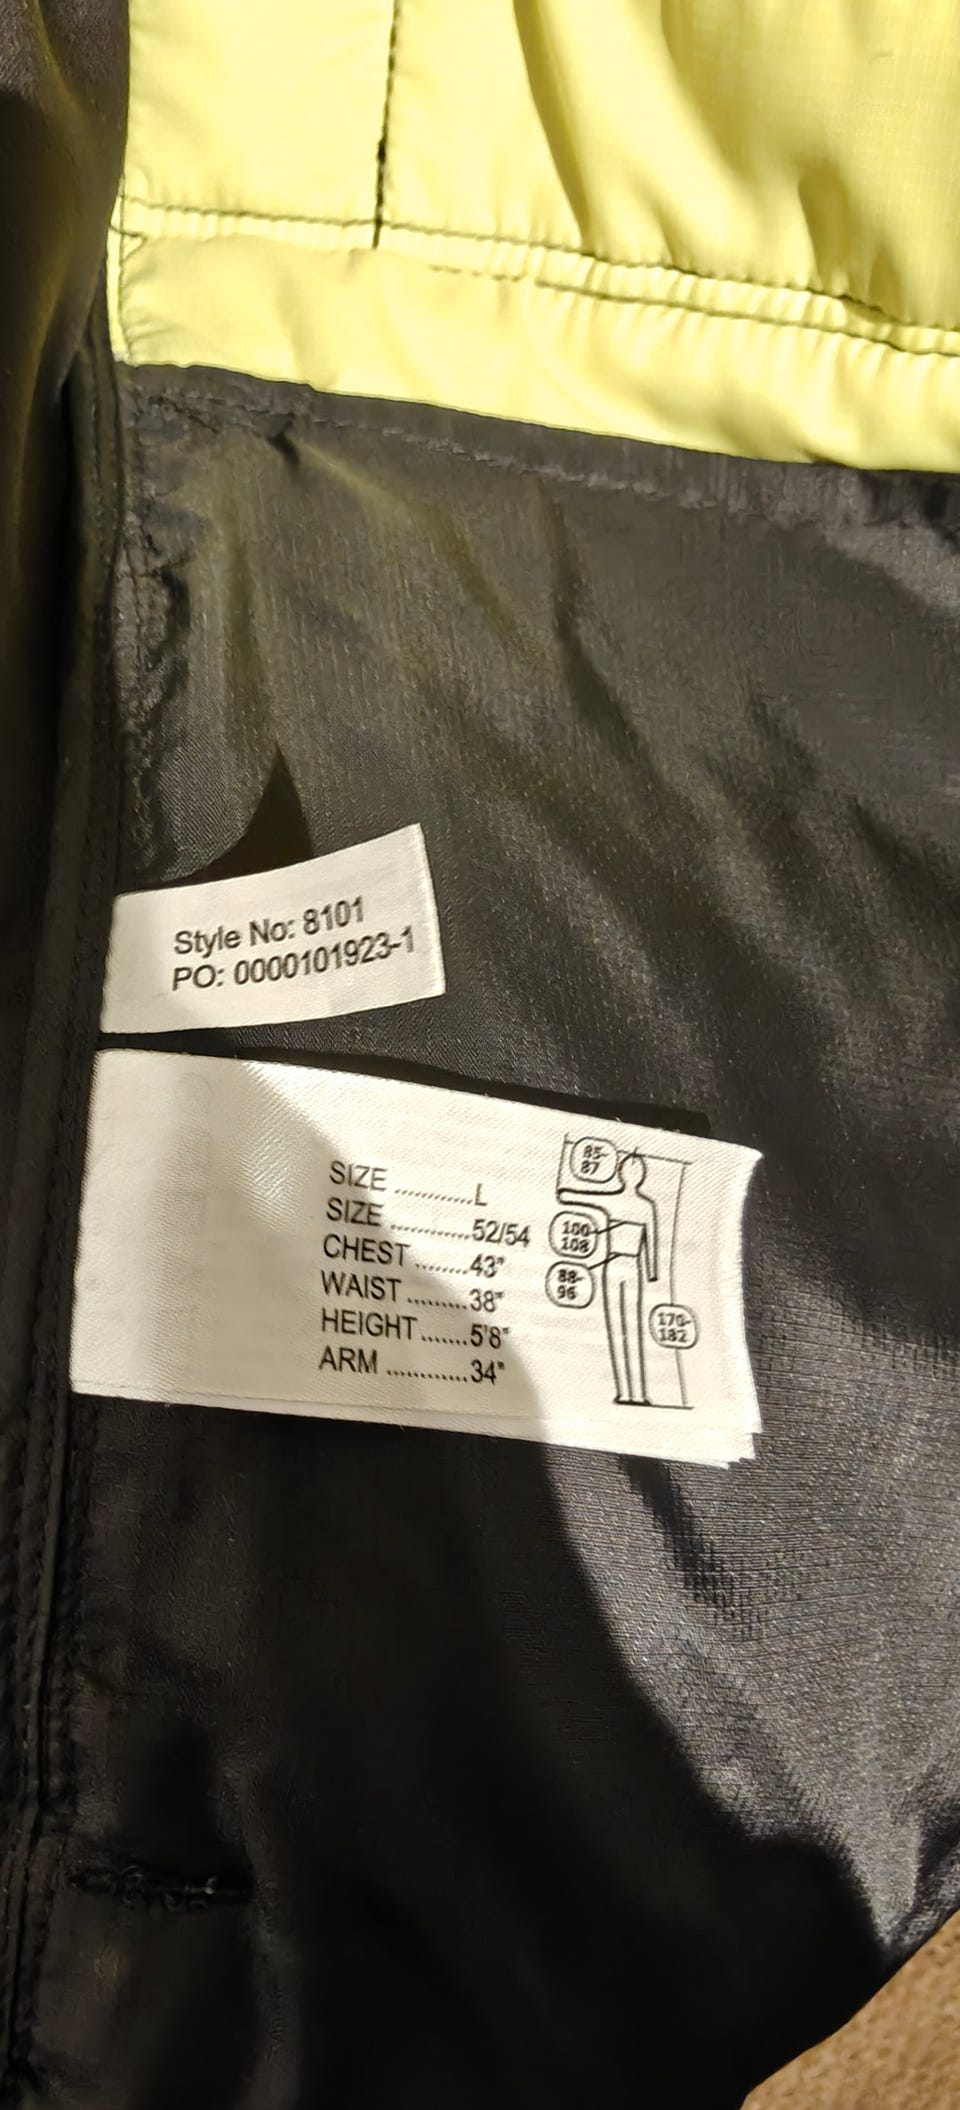 Style No: 8101
PO: 0000101923-1
SIZE ............L
SIZE ............52/54
CHEST ........43"
WAIST .........38"
HEIGHT.......5'8"
ARM ............34"
85-
87
100-
108
88-
96
170-
182